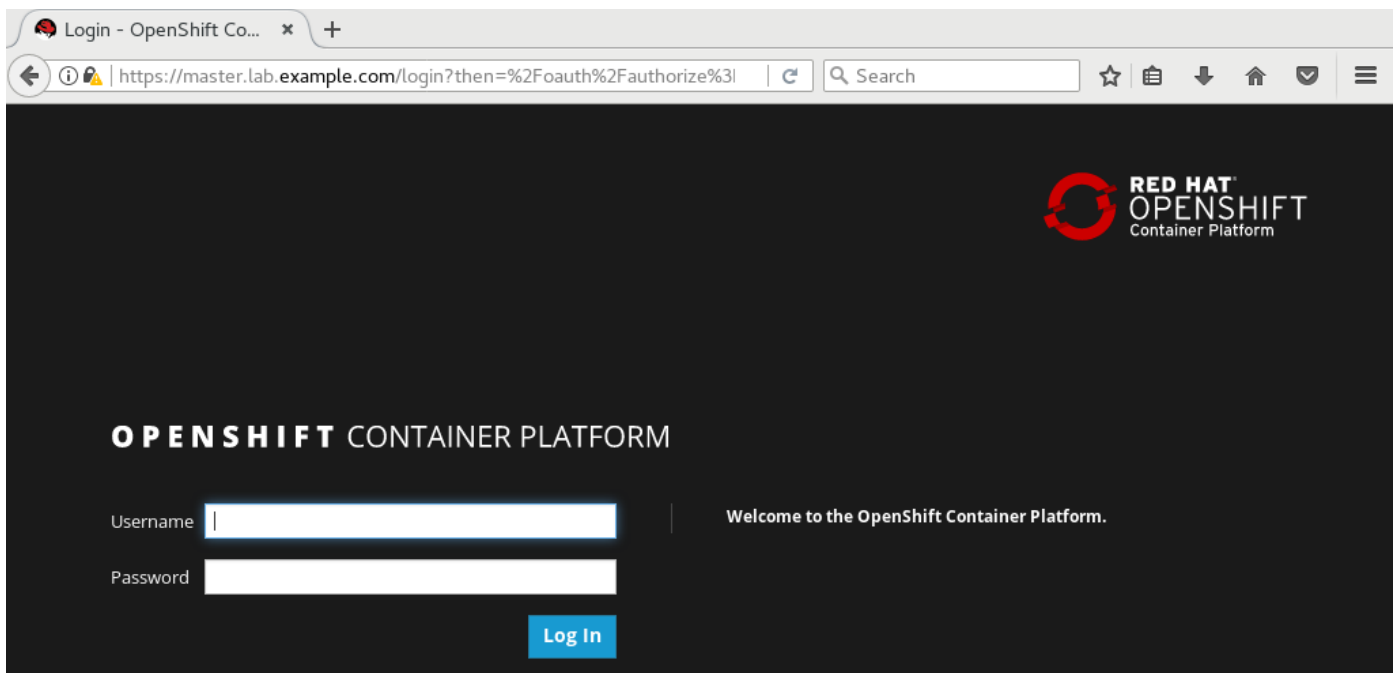 Login - OpenShift Co...
https://master.lab.example.com/login?then=%2Foauth%2Fauthorize%3
Search
RED HAT
OPENSHIFT
Container Platform
OPENSHIFT CONTAINER PLATFORM
Username
Welcome to the OpenShift Container Platform.
Password
Log In